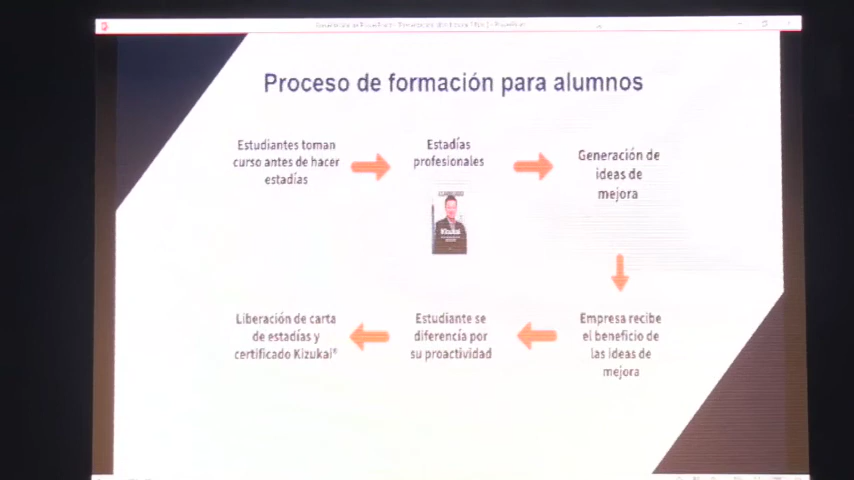 Proceso de formación para alumnos
Estudiantes toman
curso antes de hacer
estadías
Estadías
profesionales
Generación de
ideas de
mejora
Kizukai
Empresa recibe
el beneficio de
las ideas de
mejora
Estudiante se
diferencía por
su proactividad
Liberación de carta
de estadías y
certificado Kizukai®